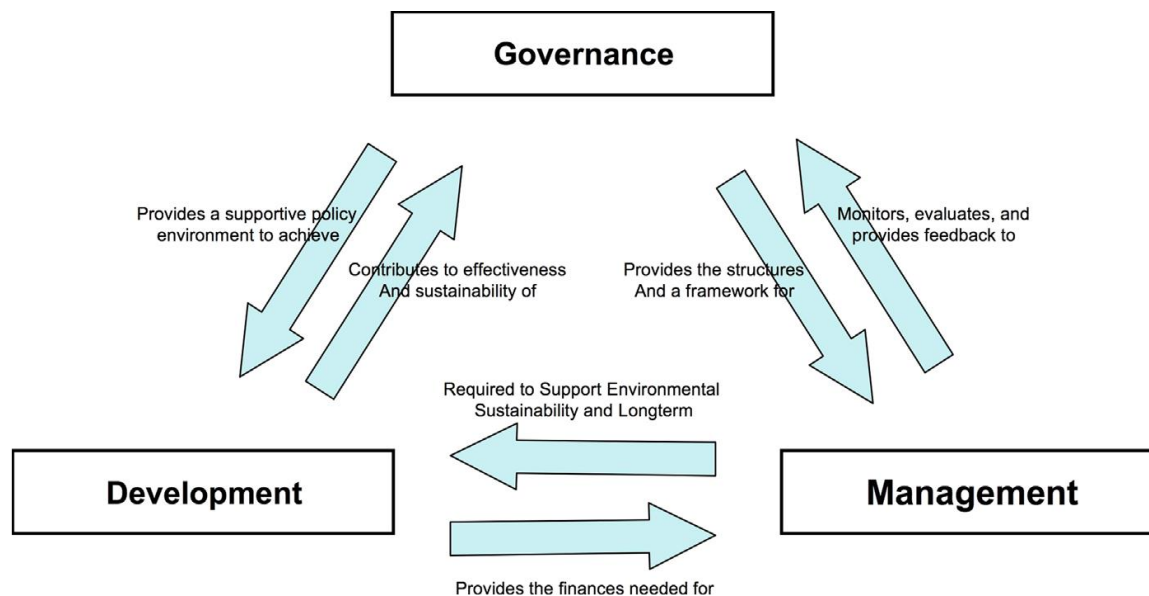 Governance
Provides a supportive policy
environment to achieve
Contributes to effectiveness
And sustainability of
Provides the structures
And a framework for
Monitors, evaluates, and
provides feedback to
Required to Support Environmental
Sustainability and Longterm
Development
Management
Provides the finances needed for